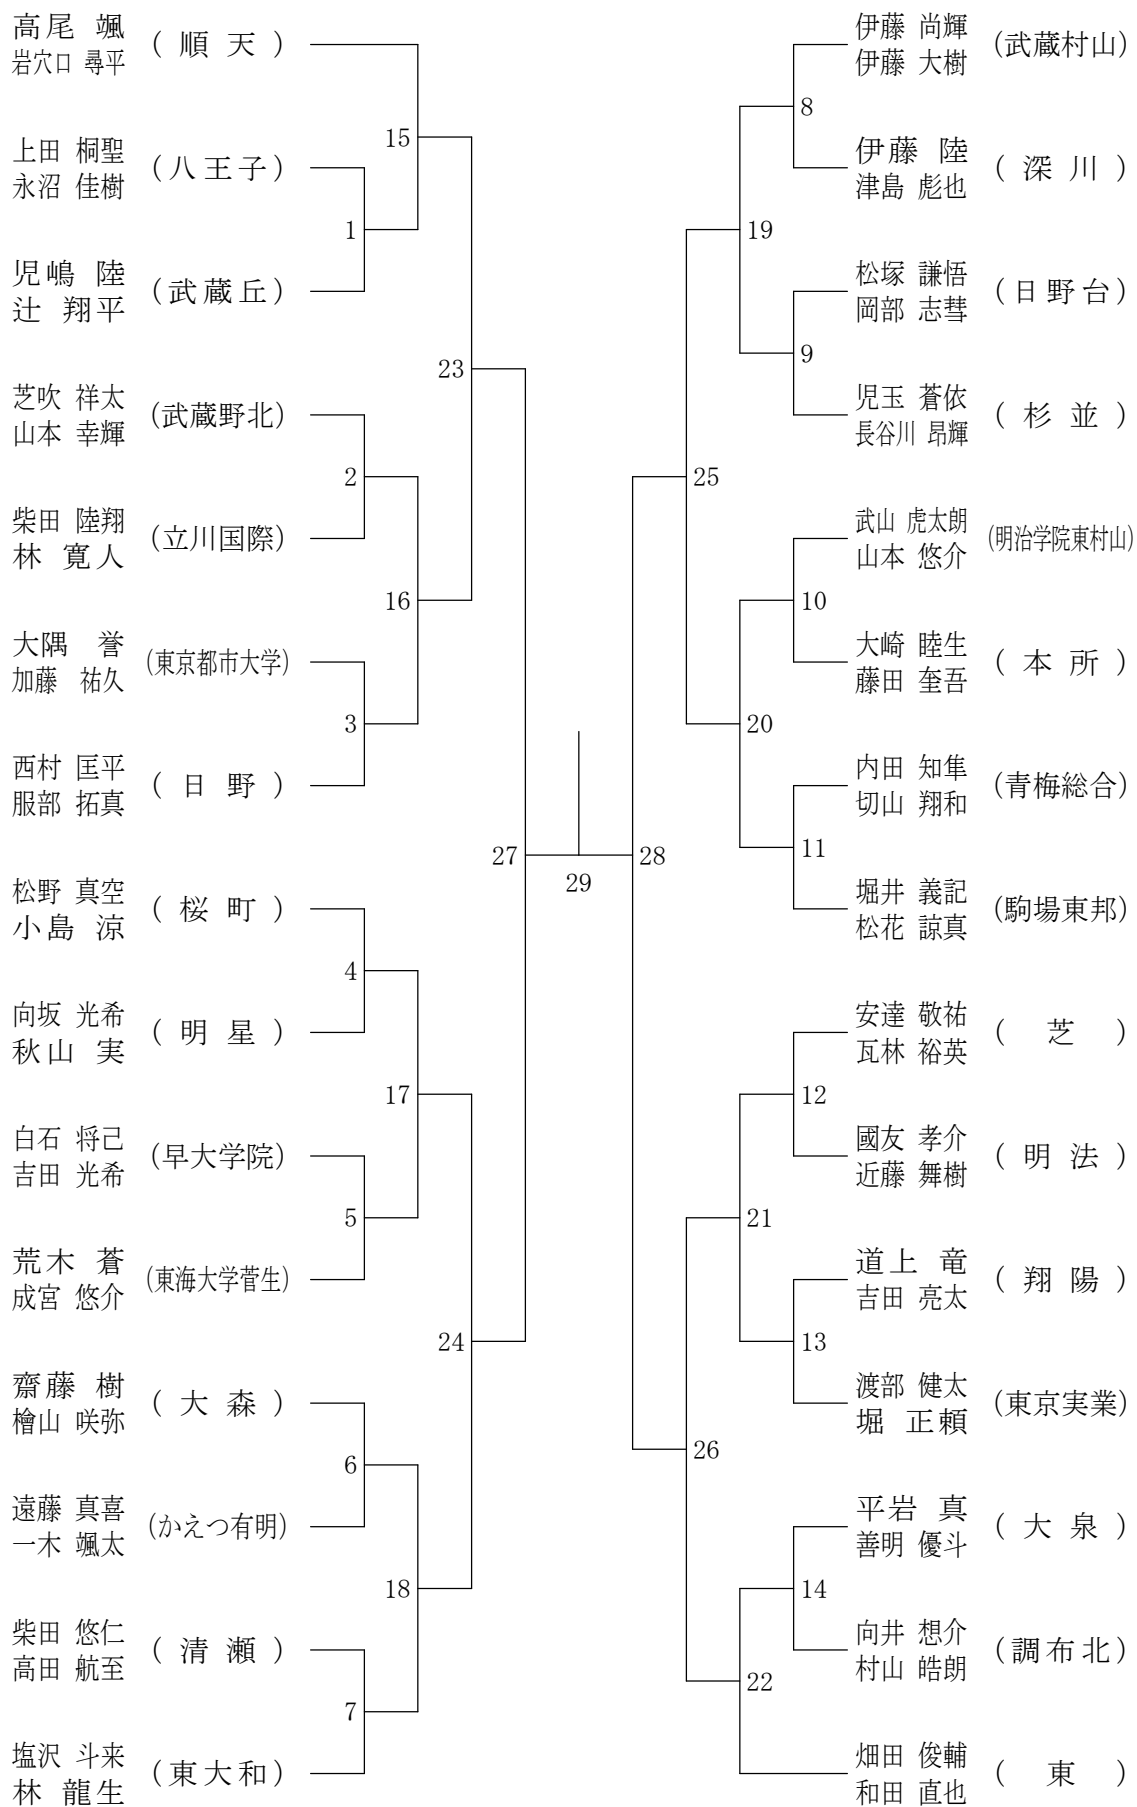 高尾 颯
岩穴口 尋平
( 順 天 )
上田 桐聖
永沼 佳樹
(八王子)
児嶋 陸
辻 翔平
(武蔵丘)
芝吹 祥太
山本 幸輝
(武蔵野北)
柴田 陸翔
林 寛人
(立川国際)
大隅 誉
加藤 祐久
(東京都市大学)
西村 匡平
服部 拓真
( 日 野 )
松野 真空
小島 涼
( 桜 町 )
向坂 光希
秋山 実
( 明 星 )
白石 将己
吉田 光希
(早大学院)
荒木 蒼
成宮 悠介
(東海大学菅生)
齋藤 樹
檜山 咲弥
( 大 森 )
遠藤 真喜
一木 颯太
(かえつ有明)
柴田 悠仁
高田 航至
( 清 瀬 )
塩沢 斗来
林 龍生
(東大和)
1
2
3
4
5
6
7
15
16
17
18
23
24
27
29
28
25
26
19
20
21
22
8
9
10
11
12
13
14
伊藤 尚輝
伊藤 大樹
(武蔵村山)
伊藤 陸
津島 彪也
( 深 川 )
松塚 謙悟
岡部 志彗
(日野台)
児玉 蒼依
長谷川 昂輝
( 杉 並 )
武山 虎太朗
山本 悠介
(明治学院東村山)
大崎 睦生
藤田 奎吾
( 本 所 )
内田 知隼
切山 翔和
(青梅総合)
堀井 義記
松花 諒真
(駒場東邦)
安達 敬祐
瓦林 裕英
( 芝 )
國友 孝介
近藤 舞樹
( 明 法 )
道上 竜
吉田 亮太
( 翔 陽 )
渡部 健太
堀 正頼
(東京実業)
平岩 真
善明 優斗
( 大 泉 )
向井 想介
村山 皓朗
(調布北)
畑田 俊輔
和田 直也
( 東 )